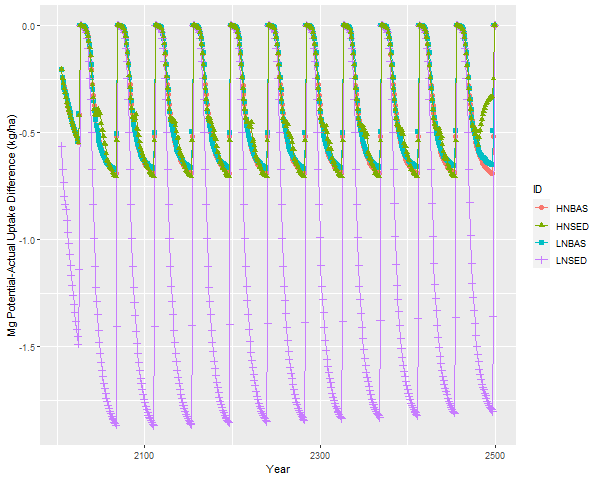 Mg Potential-Actual Uptake Difference (kg/ha)
0.0
-0.5
-1.0
-1.5
2100
2300
2500
Year
ID
HNBAS
HNSED
LNBAS
LNSED